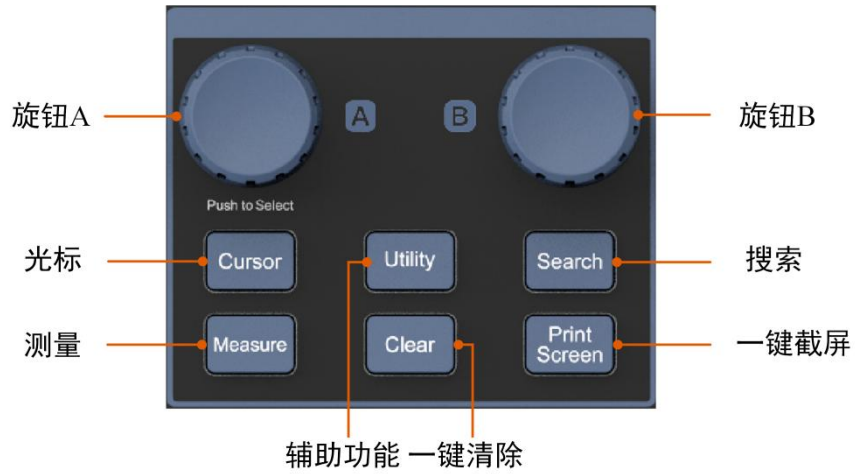 旋钮A
A
B
旋钮B
Push to Select
光标
Cursor
Utility
Search
搜索
测量
Measure
Clear
Print
Screen
一键截屏
辅助功能
一键清除